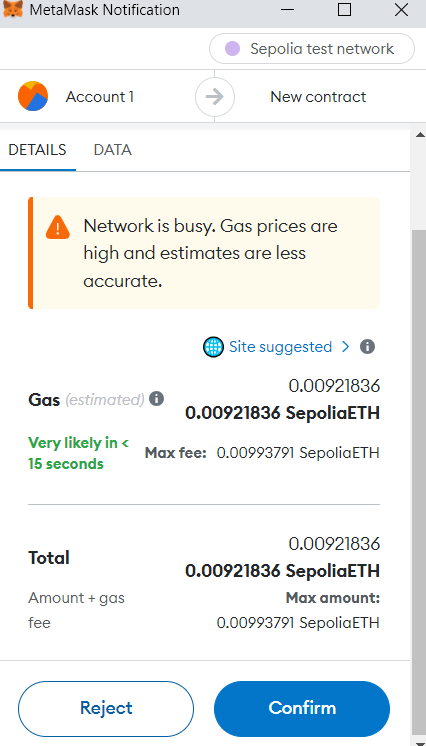 MetaMask Notification
Sepolia test network
Account 1
New contract
DETAILS
DATA
Network is busy. Gas prices are
high and estimates are less
accurate.
Site suggested
0.00921836
Gas (estimated)
0.00921836 SepoliaETH
Very likely in <
15 seconds
Max fee: 0.00993791 SepoliaETH
0.00921836
Total
0.00921836 SepoliaETH
Amount + gas
fee
Max amount:
0.00993791 SepoliaETH
Reject
Confirm